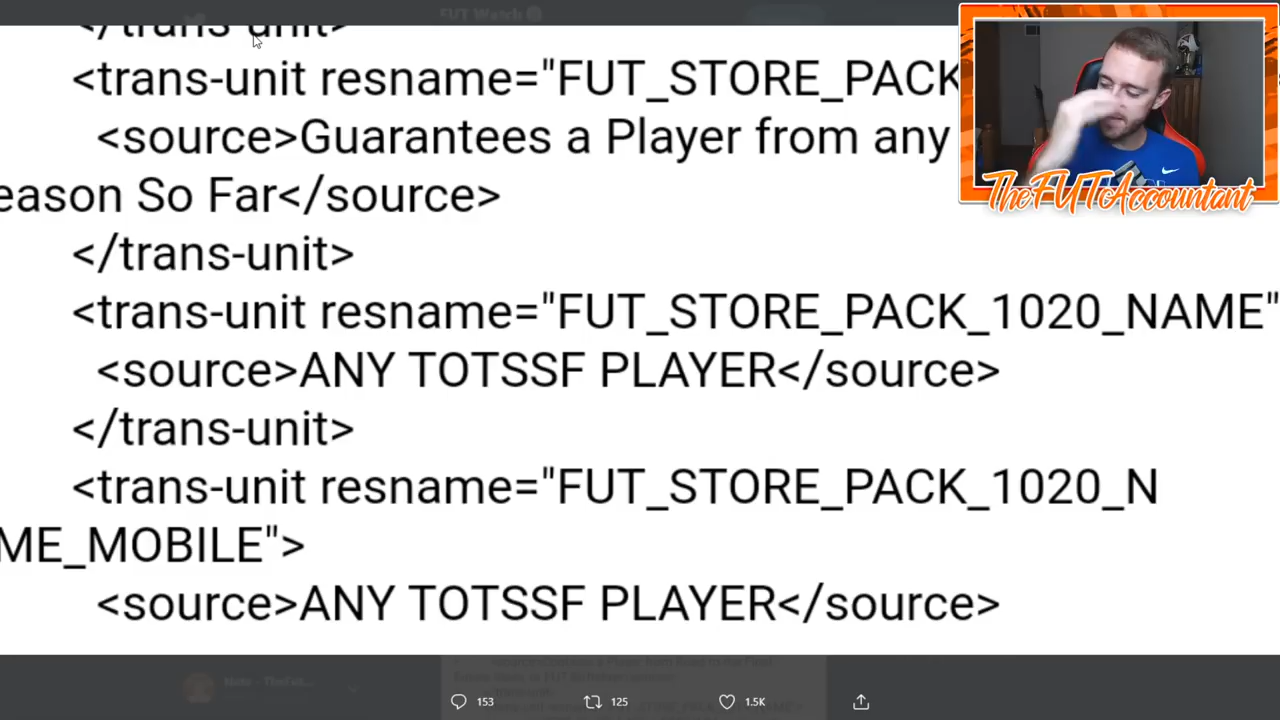 FUT Watch
</trans-unit>
<trans-unit resname="FUT_STORE_PACK
<source>Guarantees a Player from any
eason So Far</source>
</trans-unit>
<trans-unit resname="FUT_STORE_PACK_1020_NAME"
<source>ANY TOTSSF PLAYER</source>
</trans-unit>
<trans-unit resname="FUT_STORE_PACK_1020_N
ME_MOBILE">
<source>ANY TOTSSF PLAYER</source>
TheFUTAccountant
153
125
1.5K